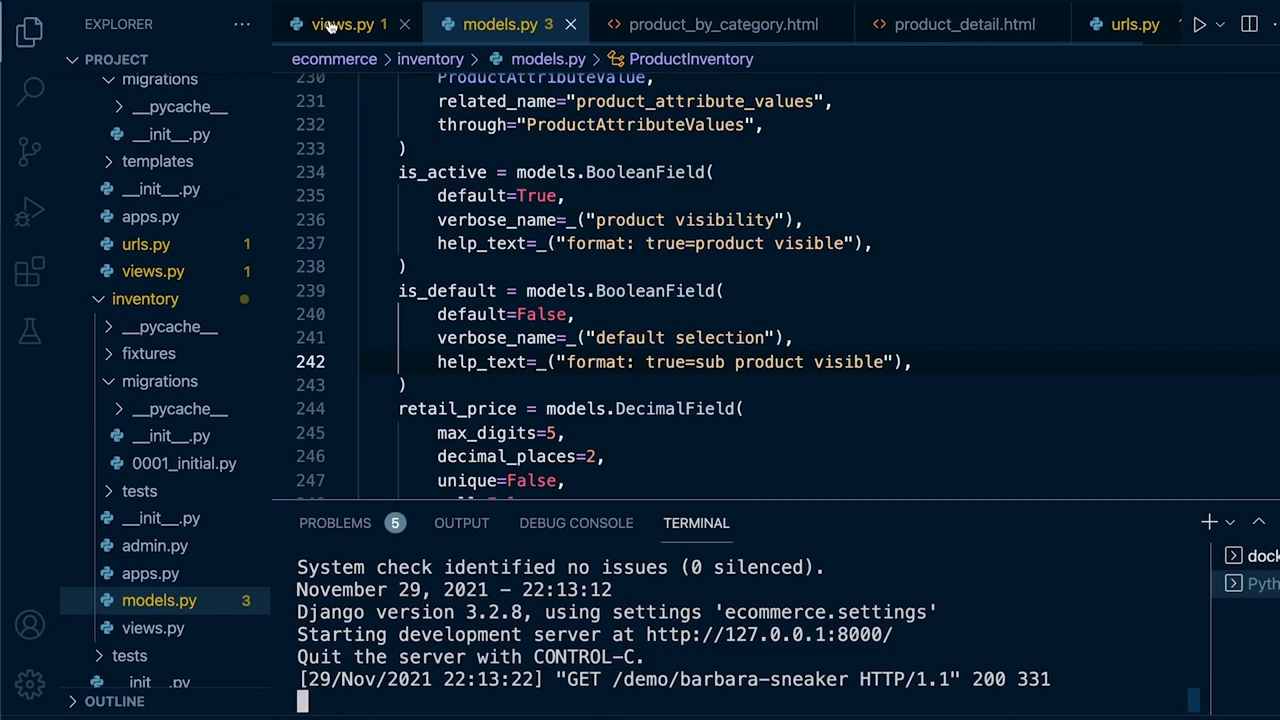 EXPLORER
views.py 1
models.py 3
product_by_category.html
product_detail.html
urls.py
PROJECT
ecommerce > inventory > models.py > ProductInventory
migrations
__pycache__
__init__.py
templates
__init__.py
apps.py
urls.py 1
views.py 1
inventory
__pycache__
fixtures
migrations
__pycache__
__init__.py
0001_initial.py
tests
__init__.py
admin.py
apps.py
models.py 3
views.py
tests
__init__.py
OUTLINE
230 ProductAttributeValue,
231 related_name="product_attribute_values",
232 through="ProductAttributeValues",
233 )
234 is_active = models.BooleanField(
235 default=True,
236 verbose_name=_("product visibility"),
237 help_text=_("format: true=product visible"),
238 )
239 is_default = models.BooleanField(
240 default=False,
241 verbose_name=_("default selection"),
242 help_text=_("format: true=sub product visible"),
243 )
244 retail_price = models.DecimalField(
245 max_digits=5,
246 decimal_places=2,
247 unique=False,
PROBLEMS 5 OUTPUT DEBUG CONSOLE TERMINAL
System check identified no issues (0 silenced).
November 29, 2021 - 22:13:12
Django version 3.2.8, using settings 'ecommerce.settings'
Starting development server at http://127.0.0.1:8000/
Quit the server with CONTROL-C.
[29/Nov/2021 22:13:22] "GET /demo/barbara-sneaker HTTP/1.1" 200 331
dock
Pyth